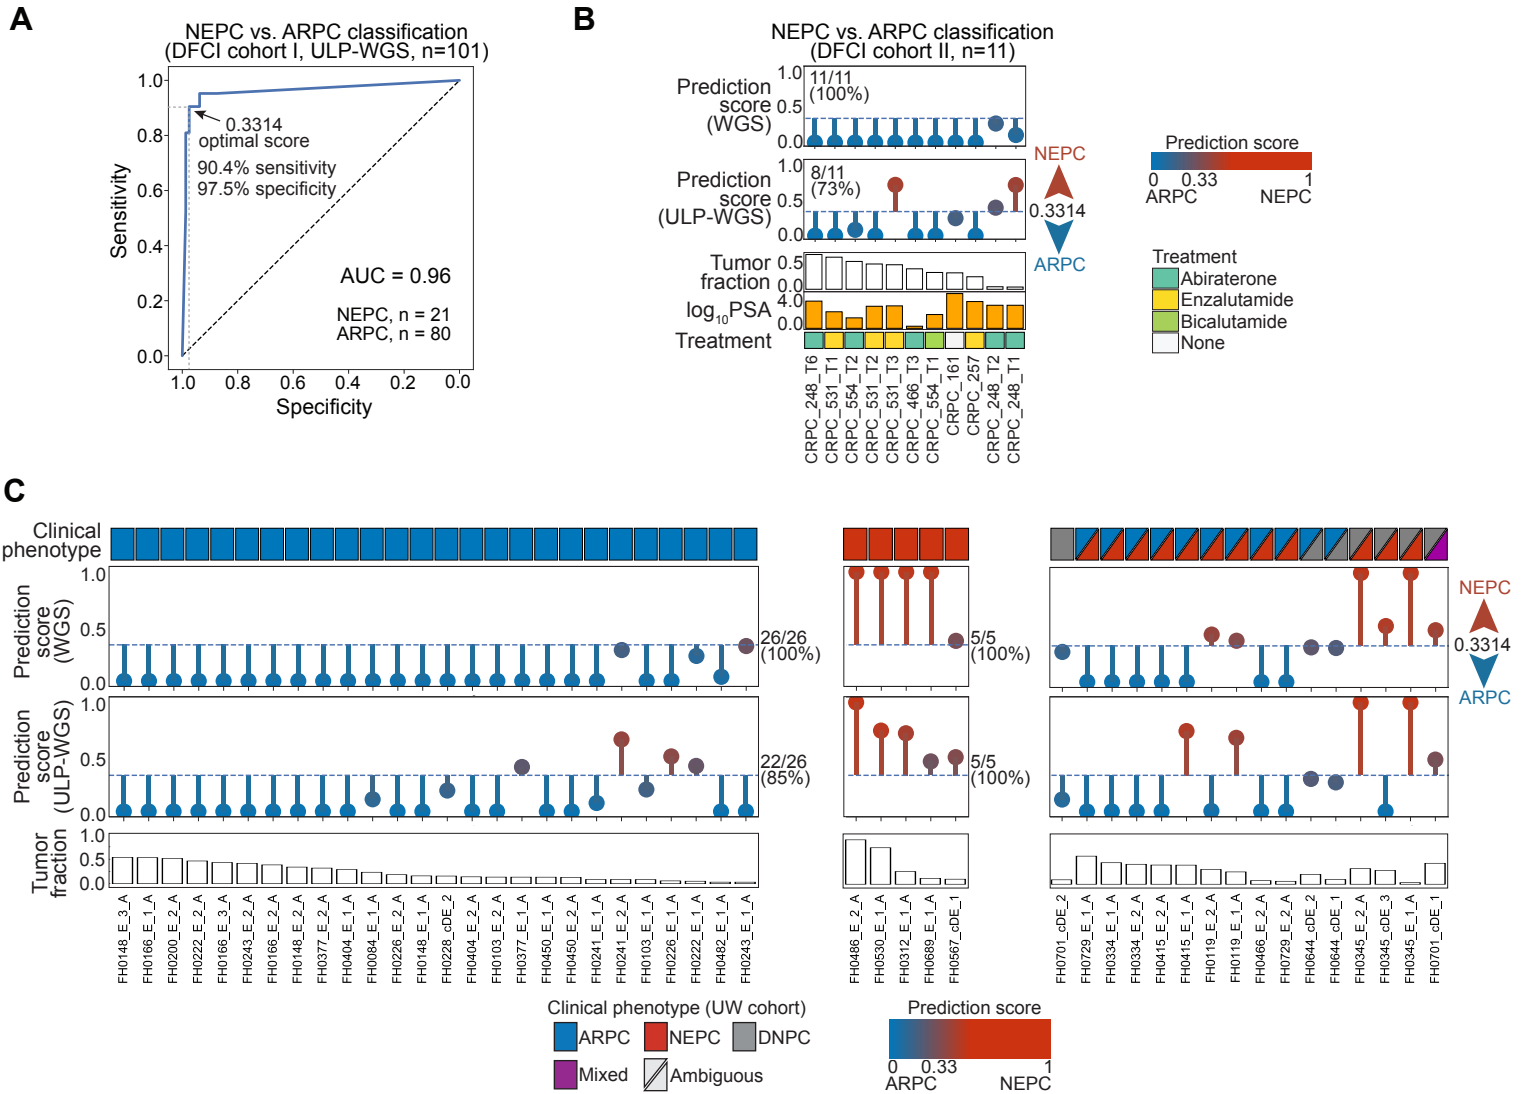 A
NEPC vs. ARPC classification
(DFCI cohort I, ULP-WGS, n=101)
1.0
0.8
0.6
0.4
0.2
0.0
Sensitivity
0.3314
optimal score
90.4% sensitivity
97.5% specificity
AUC = 0.96
NEPC, n = 21
ARPC, n = 80
1.0 0.8 0.6 0.4 0.2 0.0
Specificity
B
NEPC vs. ARPC classification
(DFCI cohort II, n=11)
Prediction
score
(WGS)
1.0
0.5
0.0
11/11
(100%)
Prediction
score
(ULP-WGS)
1.0
0.5
0.0
8/11
(73%)
NEPC
0.3314
ARPC
Tumor
fraction
0.5
0.0
log10PSA
4.0
0.0
Treatment
CRPC_248_T6
CRPC_531_T1
CRPC_554_T2
CRPC_531_T2
CRPC_531_T3
CRPC_466_T3
CRPC_554_T1
CRPC_161
CRPC_257
CRPC_248_T2
CRPC_248_T1
Prediction score
0 0.33 1
ARPC NEPC
Treatment
Abiraterone
Enzalutamide
Bicalutamide
None
C
Clinical
phenotype
Prediction
score
(WGS)
1.0
0.5
0.0
26/26
(100%)
5/5
(100%)
NEPC
0.3314
ARPC
Prediction
score
(ULP-WGS)
1.0
0.5
0.0
22/26
(85%)
5/5
(100%)
Tumor
fraction
1.0
0.5
0.0
FH0148_E_3_A
FH0166_E_1_A
FH0200_E_2_A
FH0222_E_2_A
FH0166_E_3_A
FH0243_E_2_A
FH0166_E_2_A
FH0148_E_2_A
FH0377_E_2_A
FH0404_E_1_A
FH0084_E_1_A
FH0226_E_2_A
FH0148_E_1_A
FH0228_cDE_2
FH0404_E_2_A
FH0103_E_2_A
FH0377_E_1_A
FH0450_E_1_A
FH0450_E_2_A
FH0241_E_1_A
FH0241_E_2_A
FH0103_E_1_A
FH0226_E_1_A
FH0222_E_1_A
FH0482_E_1_A
FH0243_E_1_A
FH0486_E_2_A
FH0530_E_1_A
FH0312_E_1_A
FH0689_E_1_A
FH0567_cDE_1
FH0701_cDE_2
FH0729_E_1_A
FH0334_E_1_A
FH0334_E_2_A
FH0415_E_2_A
FH0415_E_1_A
FH0119_E_2_A
FH0119_E_1_A
FH0466_E_2_A
FH0729_E_2_A
FH0644_cDE_2
FH0644_cDE_1
FH0345_E_2_A
FH0345_cDE_3
FH0345_E_1_A
FH0701_cDE_1
Clinical phenotype (UW cohort)
ARPC NEPC DNPC
Mixed Ambiguous
Prediction score
0 0.33 1
ARPC NEPC